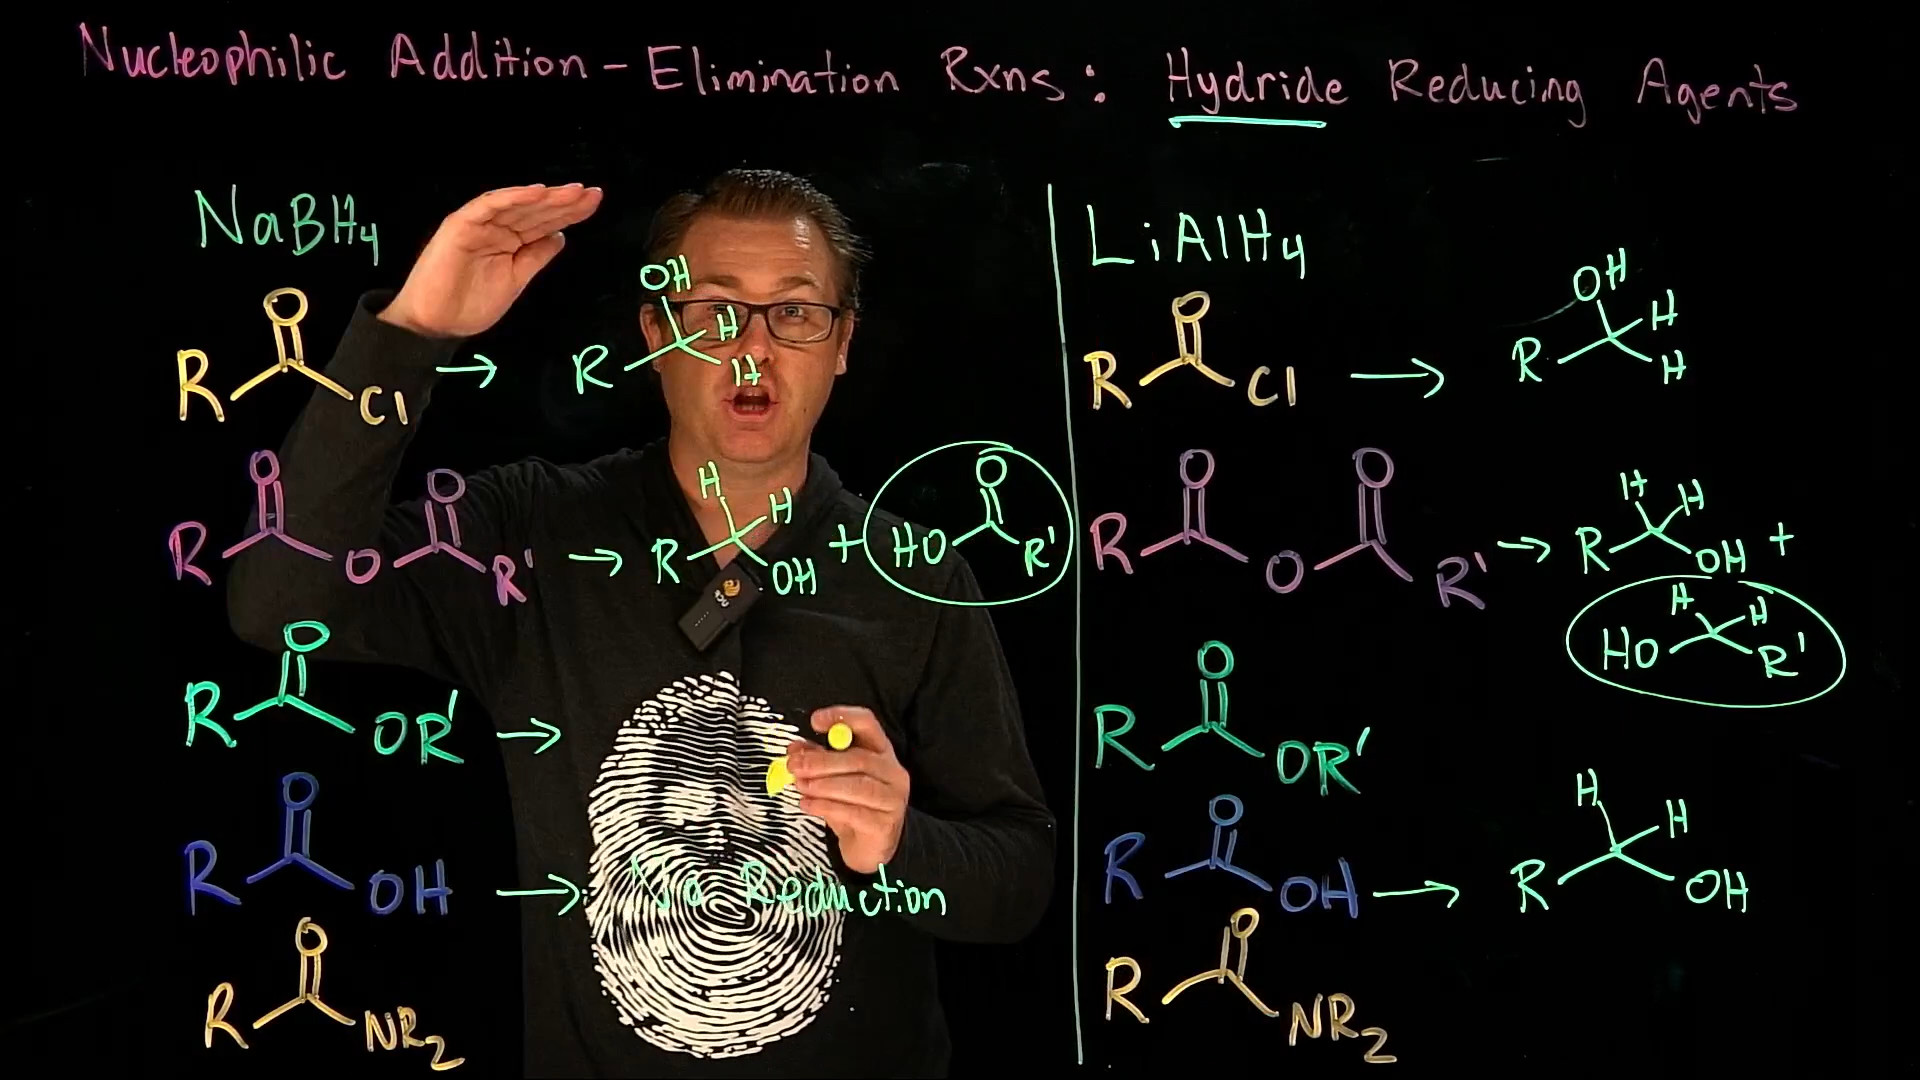 Nucleophilic Addition – Elimination Rxns: Hydride Reducing Agents
NaBH4
O
R Cl → OH R H H
O O
R O R' → H H R OH + O HO R'
O
R OR' →
O
R OH → No Reduction
O
R NR2
LiAlH4
O
R Cl → OH R H H
O O
R O R' → H H R OH +
H H
HO R'
O
R OR'
O
R OH → H H R OH
O
R NR2
UCF